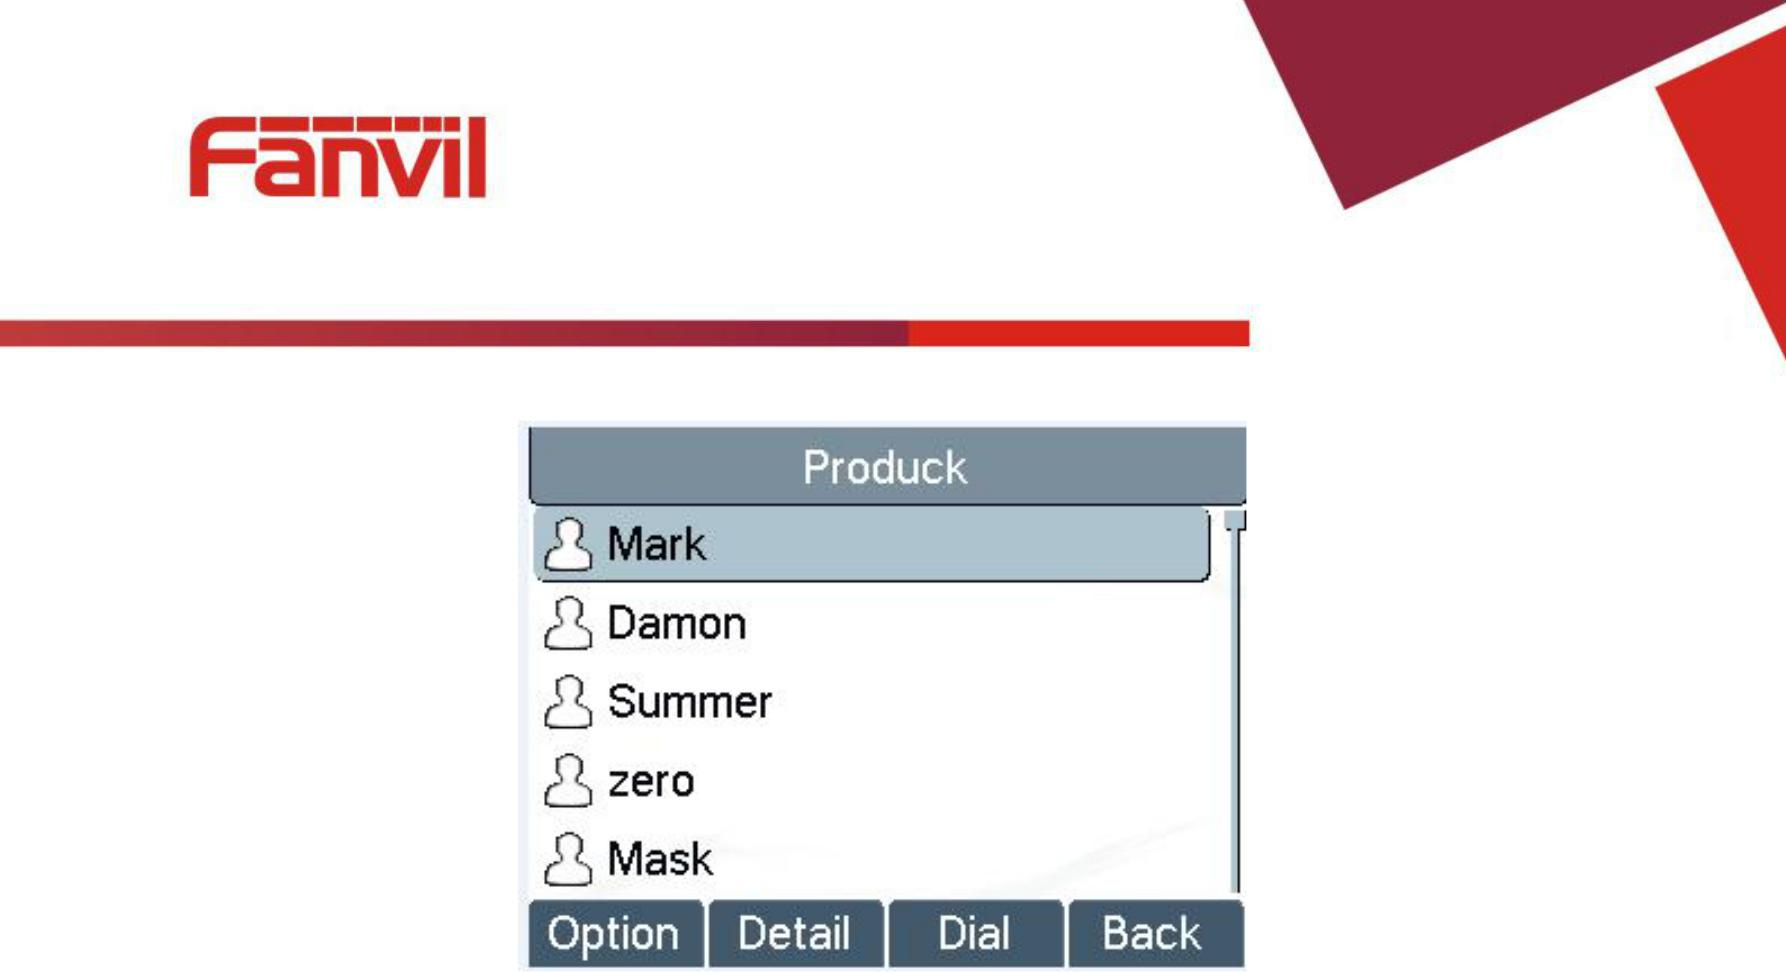 Fanvil
Produck
Mark
Damon
Summer
zero
Mask
Option Detail Dial Back